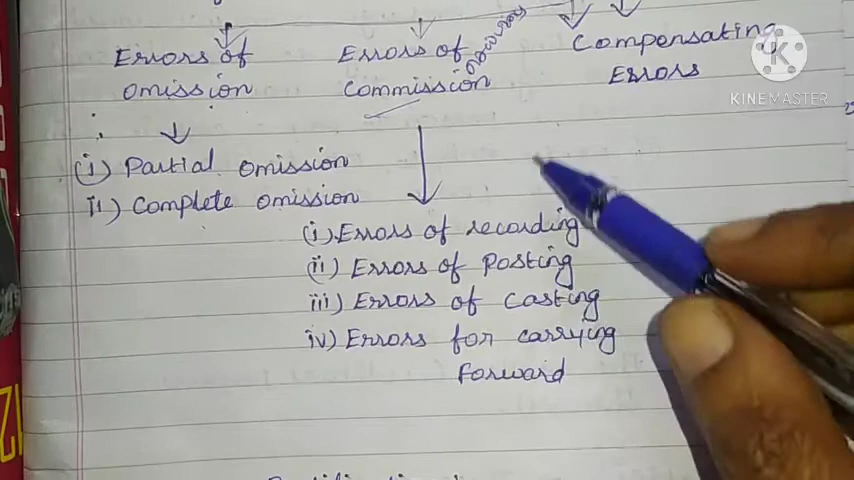 Errors of
omission
Errors of
Commission
Compensating
Errors
(i) Partial omission
ii) Complete omission
(i) Errors of recording
(ii) Errors of Posting
iii) Errors of casting
iv) Errors for carrying
forward
K
KINEMASTER